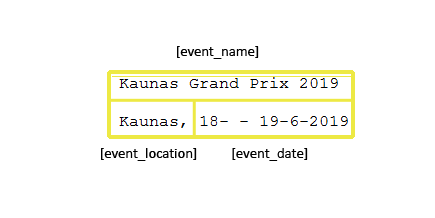 [event_name]
Kaunas Grand Prix 2019
Kaunas, 18- - 19-6-2019
[event_location] [event_date]